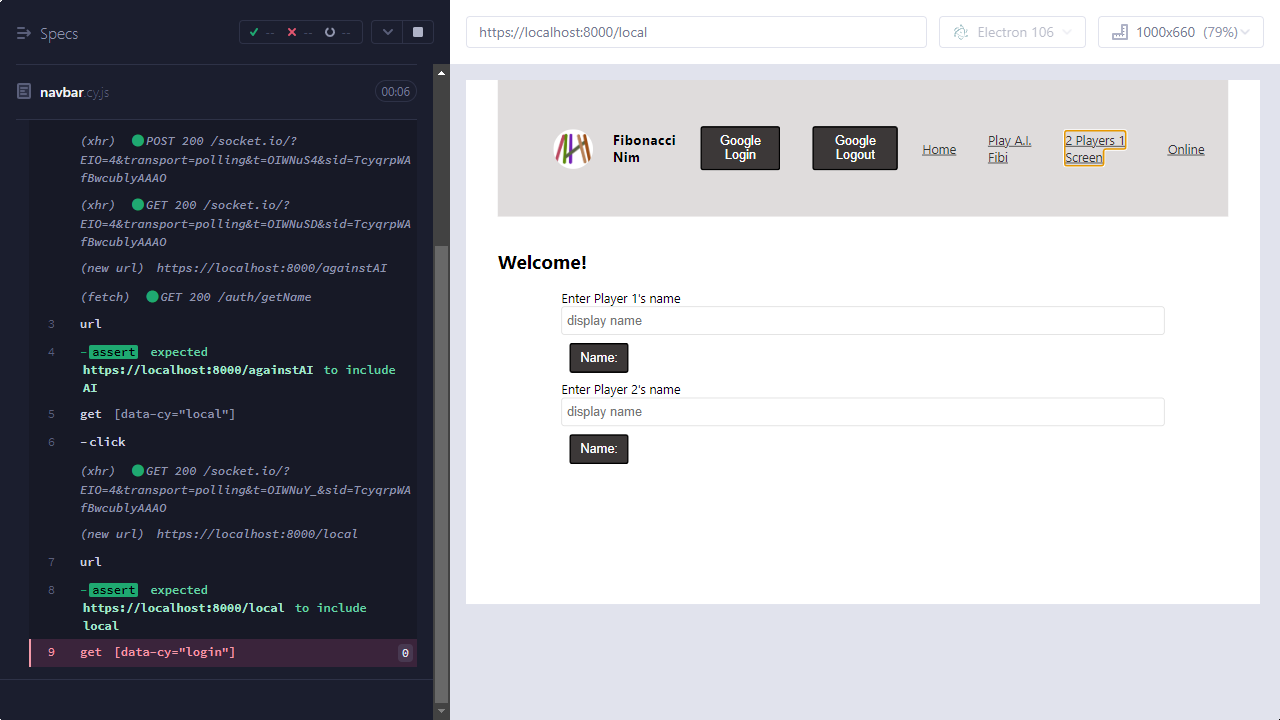 Specs
-- -- --
navbar.cy.js 00:06
(xhr) POST 200 /socket.io/?
EIO=4&transport=polling&t=OIWNuS4&sid=TcyqrpWA
fBwcublyAAAO
(xhr) GET 200 /socket.io/?
EIO=4&transport=polling&t=OIWNuSD&sid=TcyqrpWA
fBwcublyAAAO
(new url) https://localhost:8000/againstAI
(fetch) GET 200 /auth/getName
3 url
4 -assert expected
https://localhost:8000/againstAI to include
AI
5 get [data-cy="local"]
6 -click
(xhr) GET 200 /socket.io/?
EIO=4&transport=polling&t=OIWNuY_&sid=TcyqrpWA
fBwcublyAAAO
(new url) https://localhost:8000/local
7 url
8 -assert expected
https://localhost:8000/local to include
local
9 get [data-cy="login"] 0
https://localhost:8000/local
Electron 106
1000x660 (79%)
Fibonacci
Nim
Google
Login
Google
Logout
Home
Play A.I.
Fibi
2 Players 1
Screen
Online
Welcome!
Enter Player 1's name
display name
Name:
Enter Player 2's name
display name
Name: